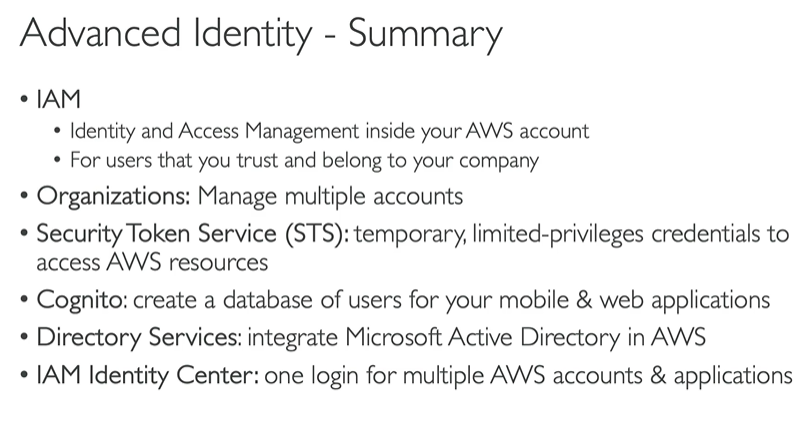 Advanced Identity - Summary
• IAM
• Identity and Access Management inside your AWS account
• For users that you trust and belong to your company
• Organizations: Manage multiple accounts
• Security Token Service (STS): temporary, limited-privileges credentials to
access AWS resources
• Cognito: create a database of users for your mobile & web applications
• Directory Services: integrate Microsoft Active Directory in AWS
• IAM Identity Center: one login for multiple AWS accounts & applications